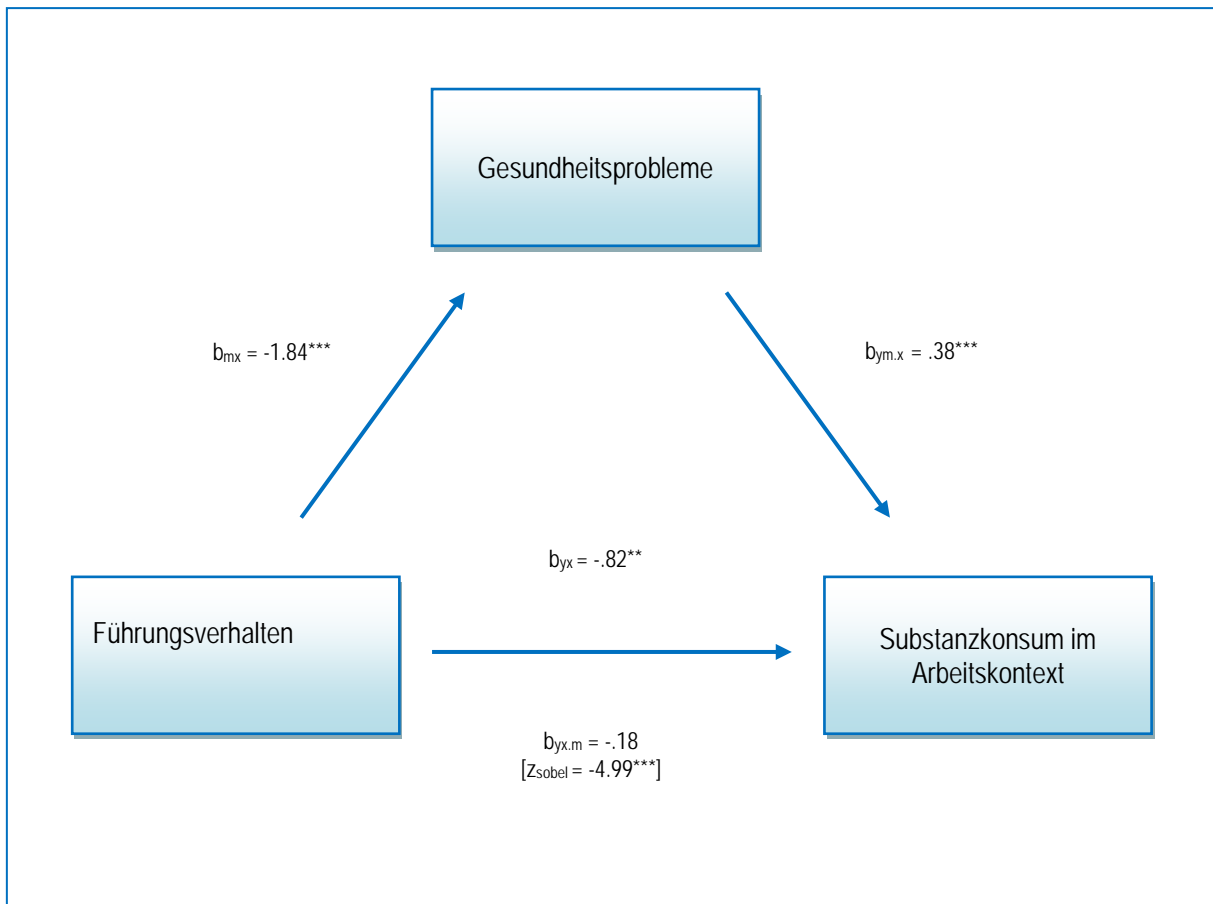 Gesundheitsprobleme
bmx = -1.84***
bym.x = .38***
byx = -.82**
Führungsverhalten
Substanzkonsum im
Arbeitskontext
byx.m = -.18
[zsobel = -4.99***]